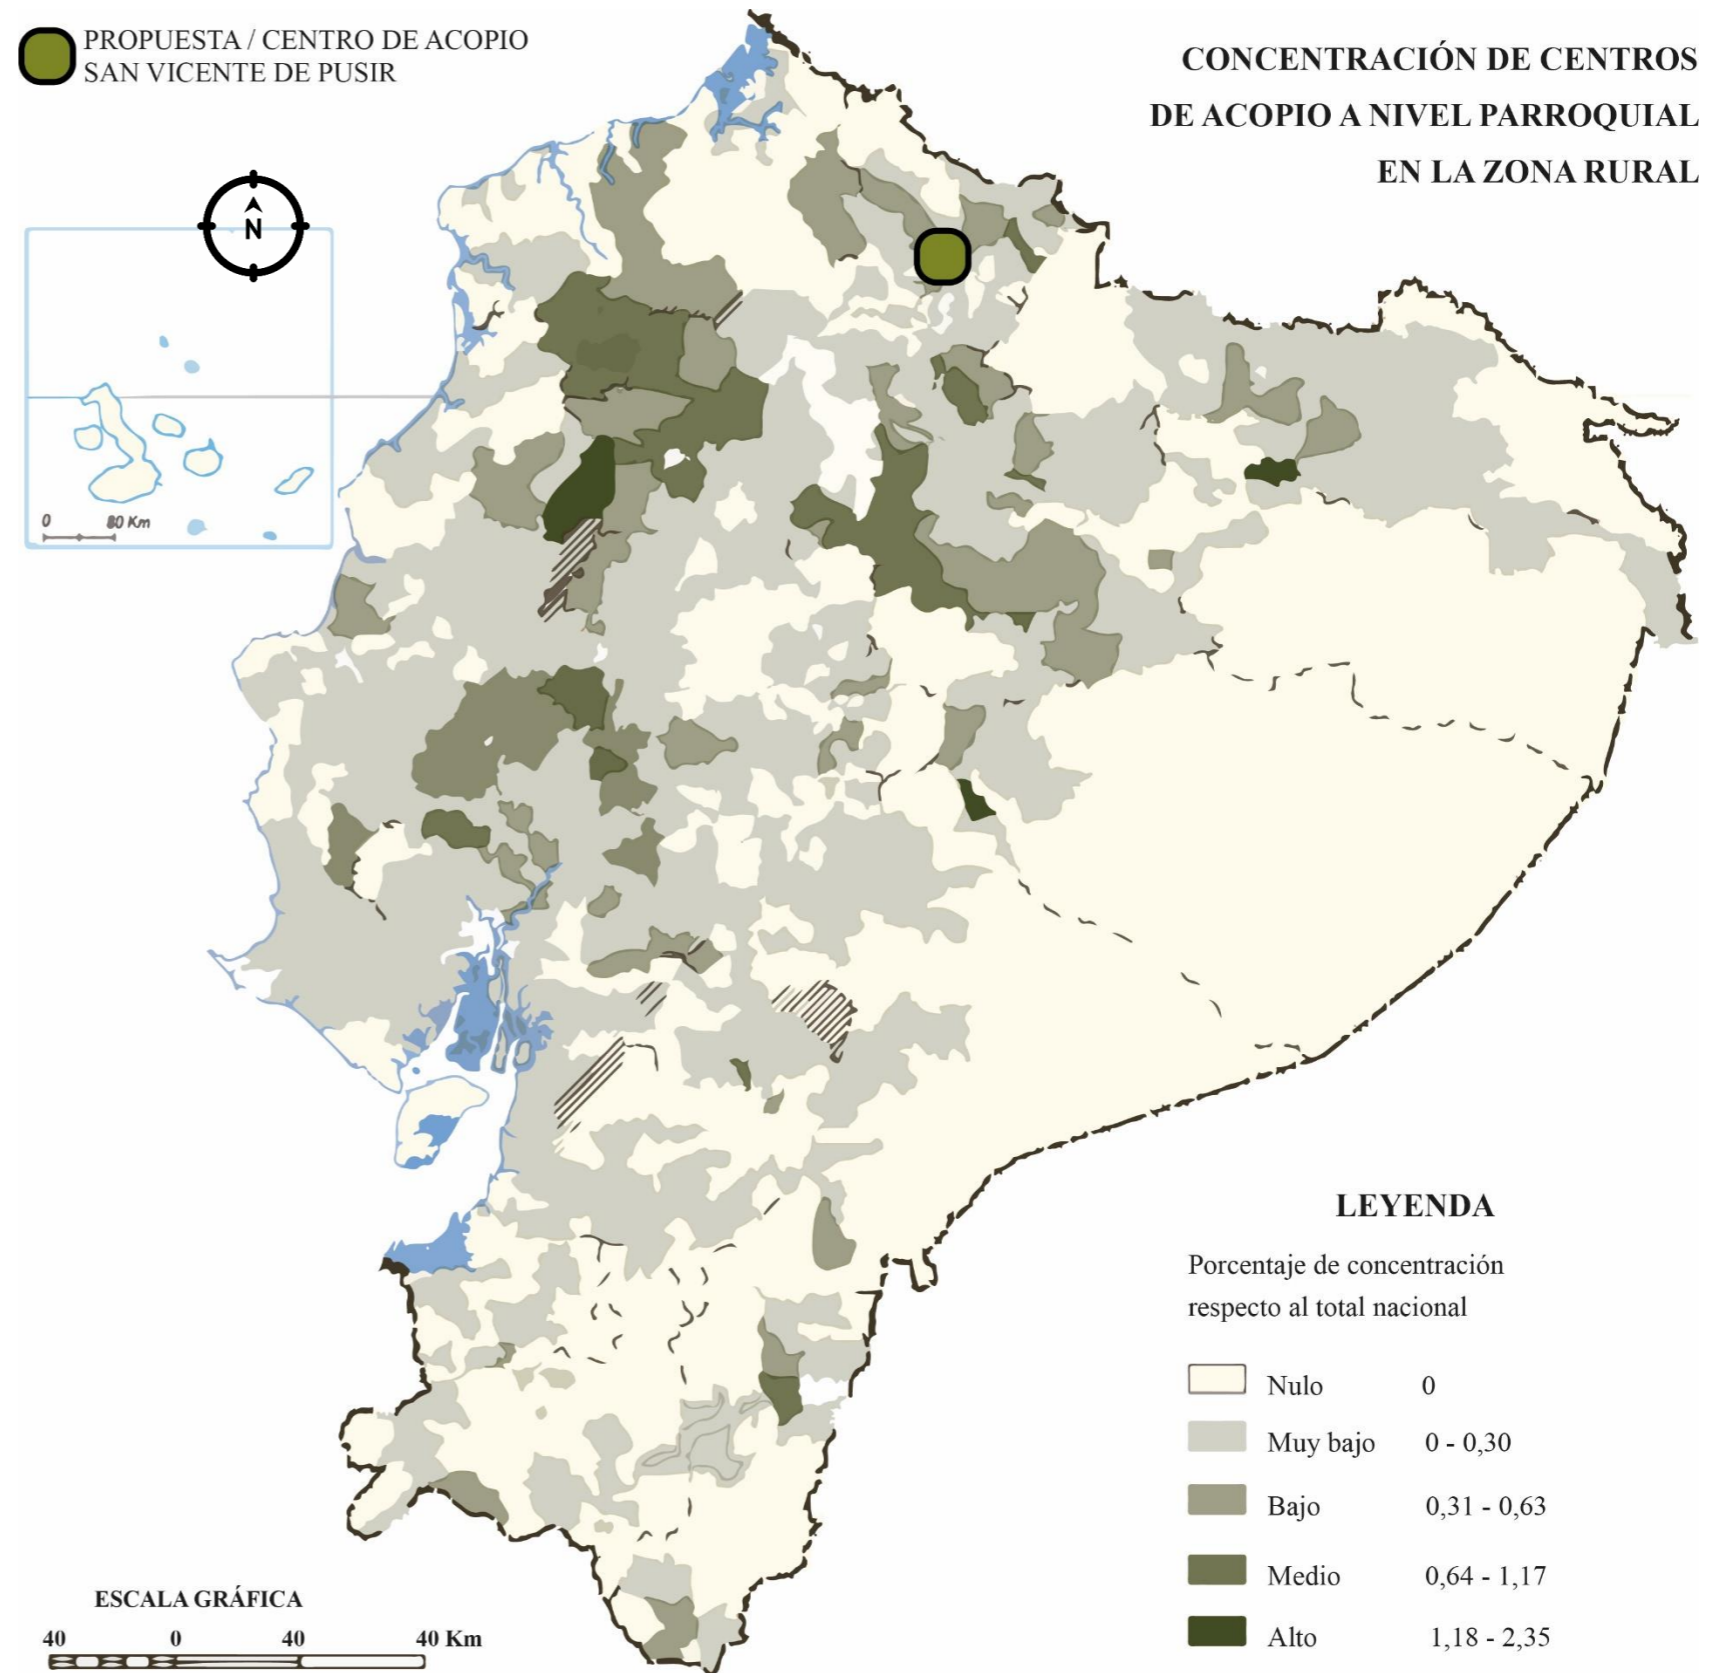 PROPUESTA / CENTRO DE ACOPIO
SAN VICENTE DE PUSIR
CONCENTRACIÓN DE CENTROS
DE ACOPIO A NIVEL PARROQUIAL
EN LA ZONA RURAL
N
0 80 Km
LEYENDA
Porcentaje de concentración
respecto al total nacional
Nulo 0
Muy bajo 0 - 0,30
Bajo 0,31 - 0,63
Medio 0,64 - 1,17
Alto 1,18 - 2,35
ESCALA GRÁFICA
40 0 40 40 Km